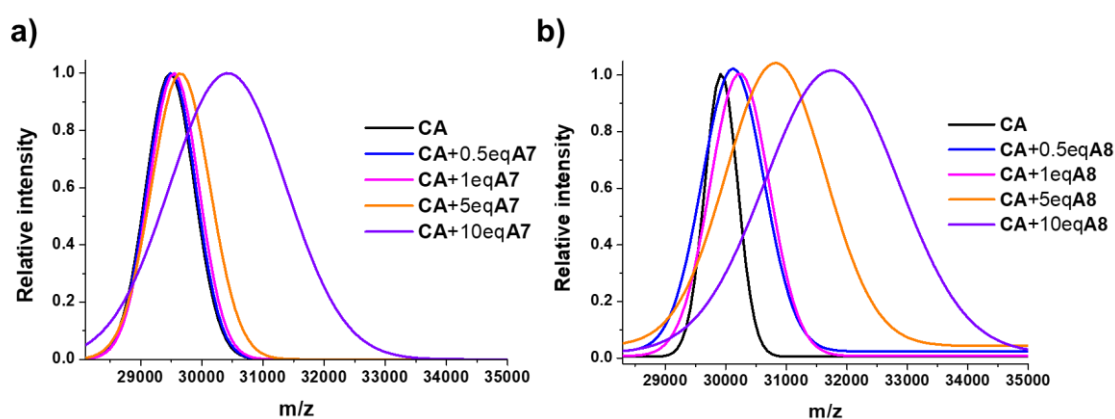 a)
Relative intensity
1.0
0.8
0.6
0.4
0.2
0.0
29000 30000 31000 32000 33000 34000 35000
m/z
CA
CA+0.5eqA7
CA+1eqA7
CA+5eqA7
CA+10eqA7
b)
Relative intensity
1.0
0.8
0.6
0.4
0.2
0.0
29000 30000 31000 32000 33000 34000 35000
m/z
CA
CA+0.5eqA8
CA+1eqA8
CA+5eqA8
CA+10eqA8